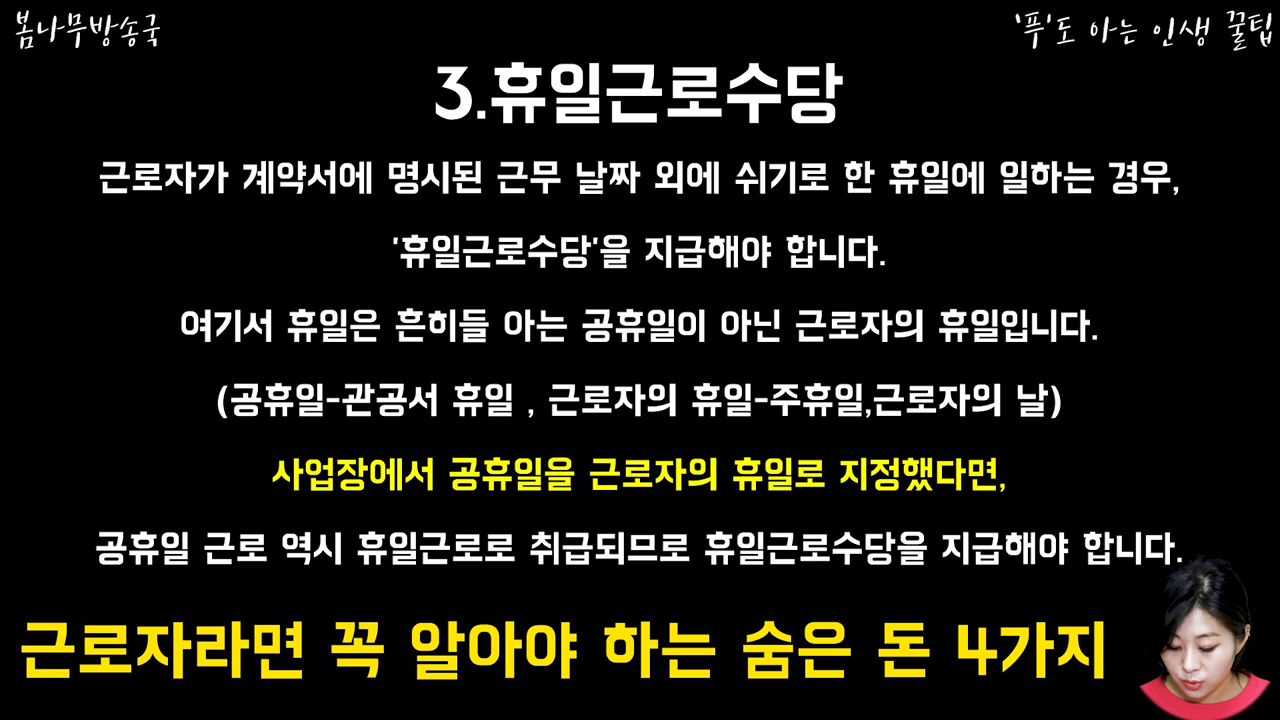 봄나무방송국
'푸'도 아는 인생 꿀팁
3.휴일근로수당
근로자가 계약서에 명시된 근무 날짜 외에 쉬기로 한 휴일에 일하는 경우,
'휴일근로수당'을 지급해야 합니다.
여기서 휴일은 흔히들 아는 공휴일이 아닌 근로자의 휴일입니다.
(공휴일-관공서 휴일 , 근로자의 휴일-주휴일,근로자의 날)
사업장에서 공휴일을 근로자의 휴일로 지정했다면,
공휴일 근로 역시 휴일근로로 취급되므로 휴일근로수당을 지급해야 합니다.
근로자라면 꼭 알아야 하는 숨은 돈 4가지